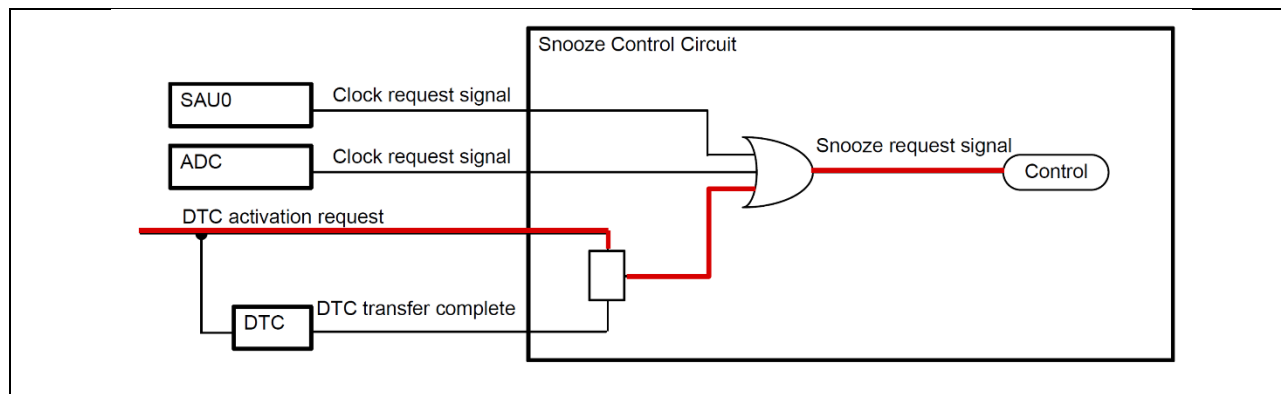 Snooze Control Circuit
SAU0
Clock request signal
ADC
Clock request signal
Snooze request signal
Control
DTC activation request
DTC
DTC transfer complete